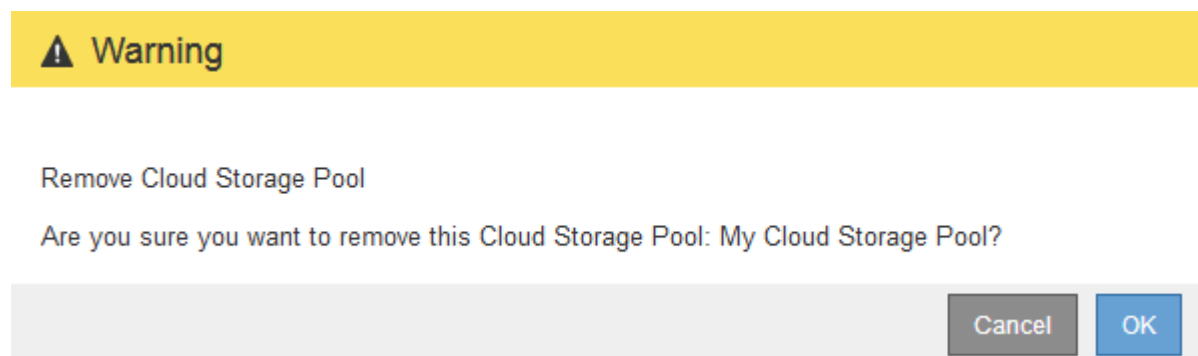 Warning
Remove Cloud Storage Pool
Are you sure you want to remove this Cloud Storage Pool: My Cloud Storage Pool?
Cancel OK